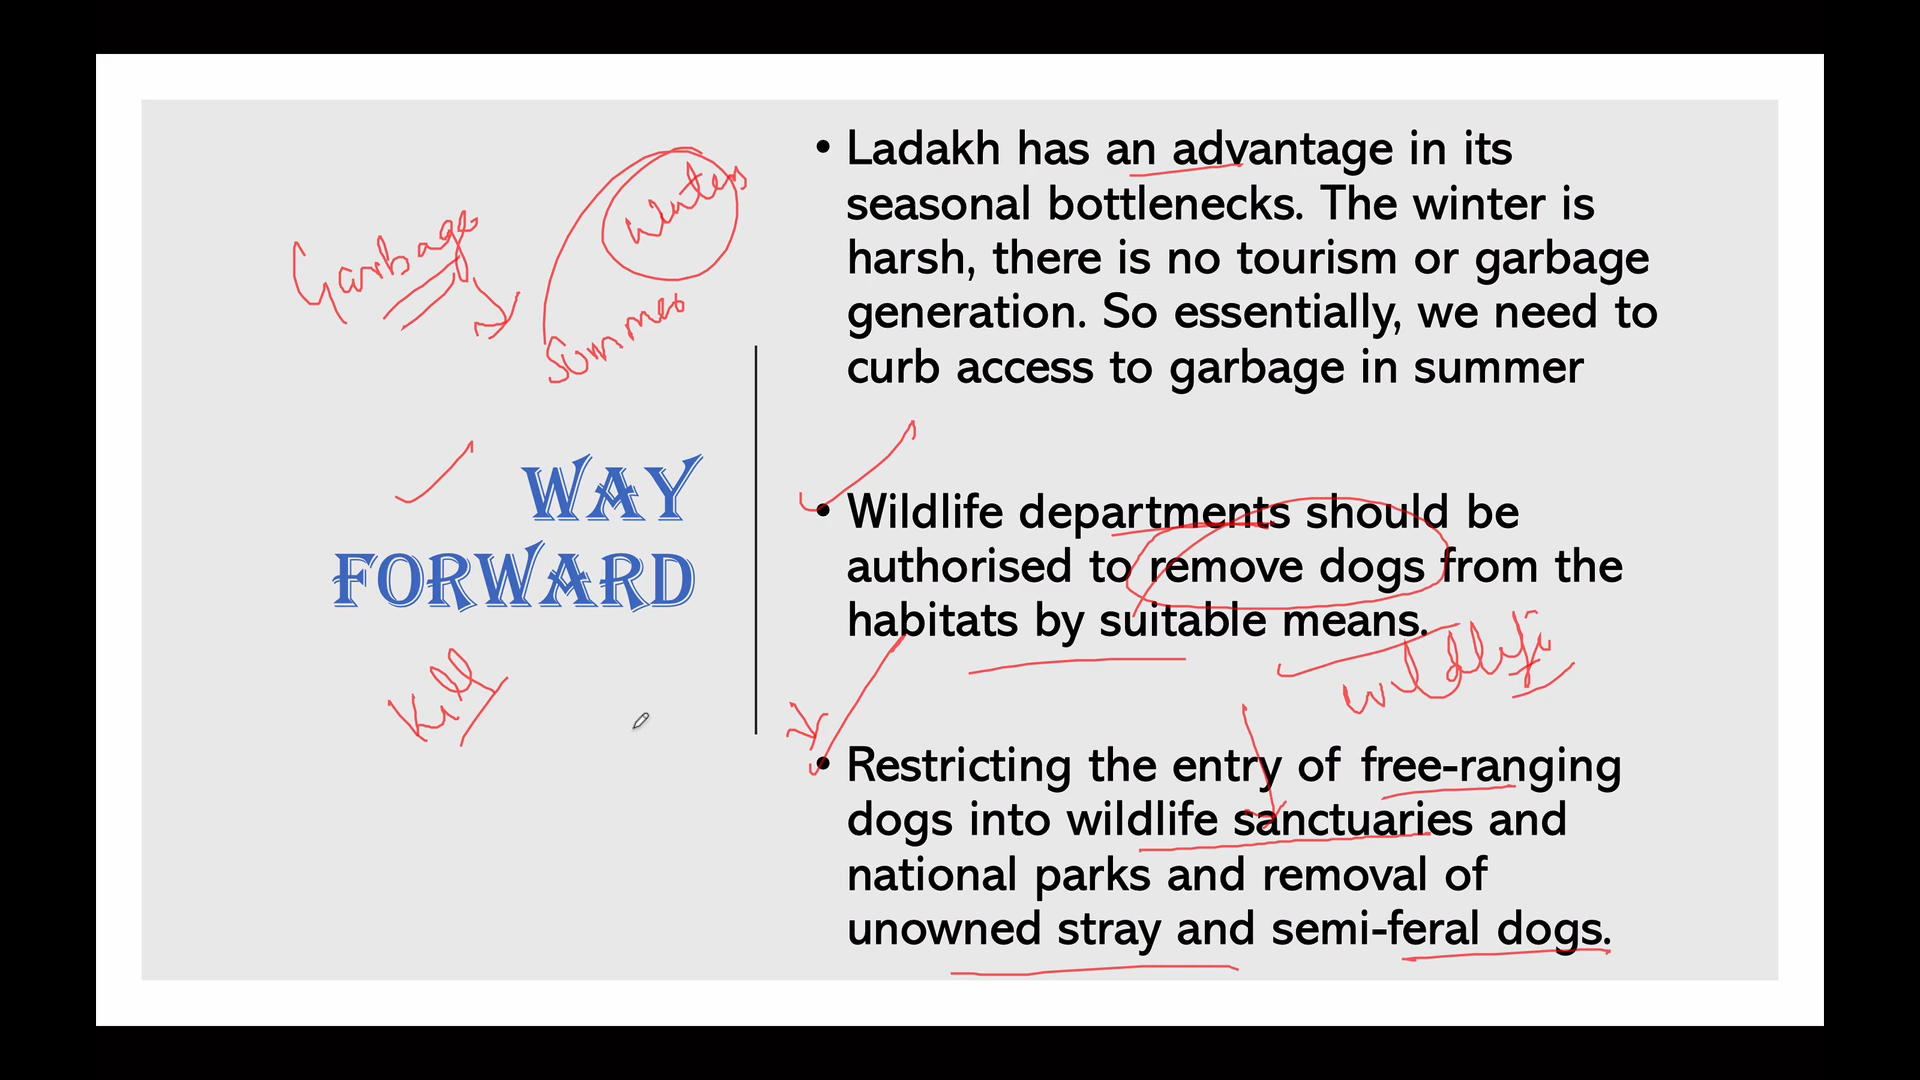 Garbage
Winters
Summer
WAY
FORWARD
Kill
• Ladakh has an advantage in its
seasonal bottlenecks. The winter is
harsh, there is no tourism or garbage
generation. So essentially, we need to
curb access to garbage in summer
• Wildlife departments should be
authorised to remove dogs from the
habitats by suitable means.
wildlife
• Restricting the entry of free-ranging
dogs into wildlife sanctuaries and
national parks and removal of
unowned stray and semi-feral dogs.